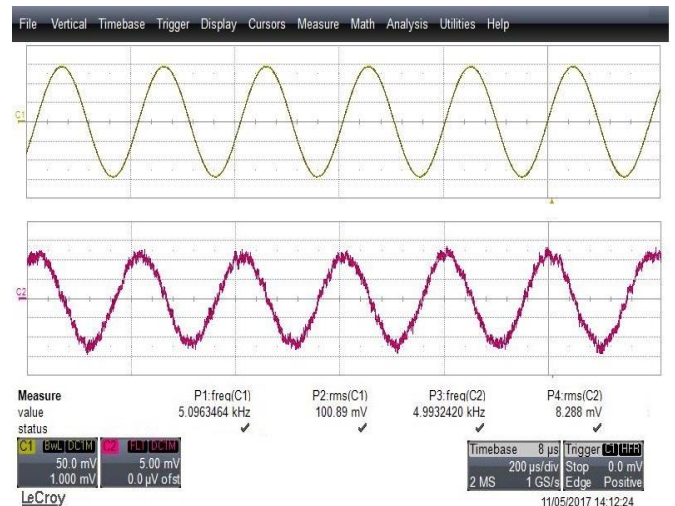 File Vertical Timebase Trigger Display Cursors Measure Math Analysis Utilities Help
C1
C2
Measure P1:freq(C1) P2:rms(C1) P3:freq(C2) P4:rms(C2)
value 5.0963464 kHz 100.89 mV 4.9932420 kHz 8.288 mV
status
C1 BwL DC1M C2 FLT DC1M Timebase 8 µs Trigger C1 HFR
50.0 mV 5.00 mV 200 µs/div Stop 0.0 mV
1.000 mV 0.0 µV ofst 2 MS 1 GS/s Edge Positive
LeCroy 11/05/2017 14:12:24